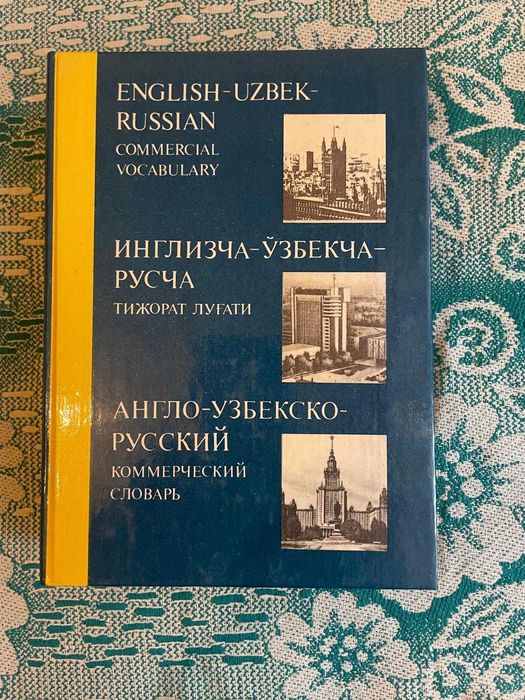 ENGLISH-UZBEK-
RUSSIAN
COMMERCIAL
VOCABULARY
ИНГЛИЗЧА-ЎЗБЕКЧА-
РУСЧА
ТИЖОРАТ ЛУҒАТИ
АНГЛО-УЗБЕКСКО-
РУССКИЙ
КОММЕРЧЕСКИЙ
СЛОВАРЬ